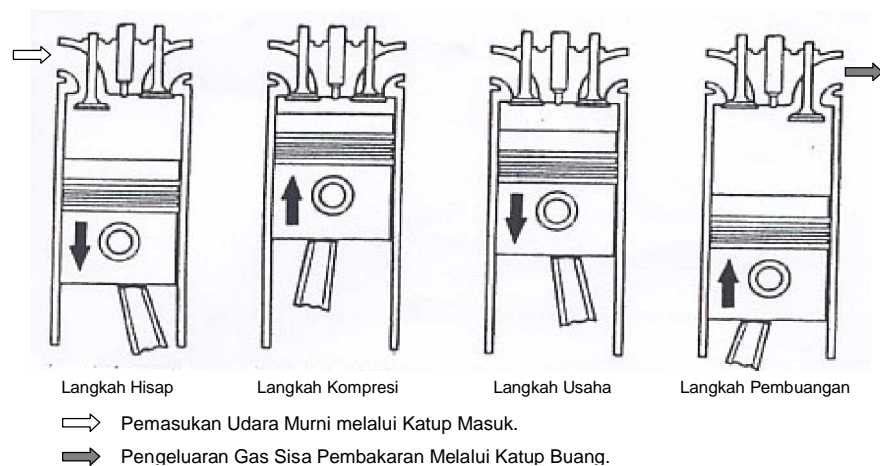 Langkah Hisap
Langkah Kompresi
Langkah Usaha
Langkah Pembuangan
Pemasukan Udara Murni melalui Katup Masuk.
Pengeluaran Gas Sisa Pembakaran Melalui Katup Buang.